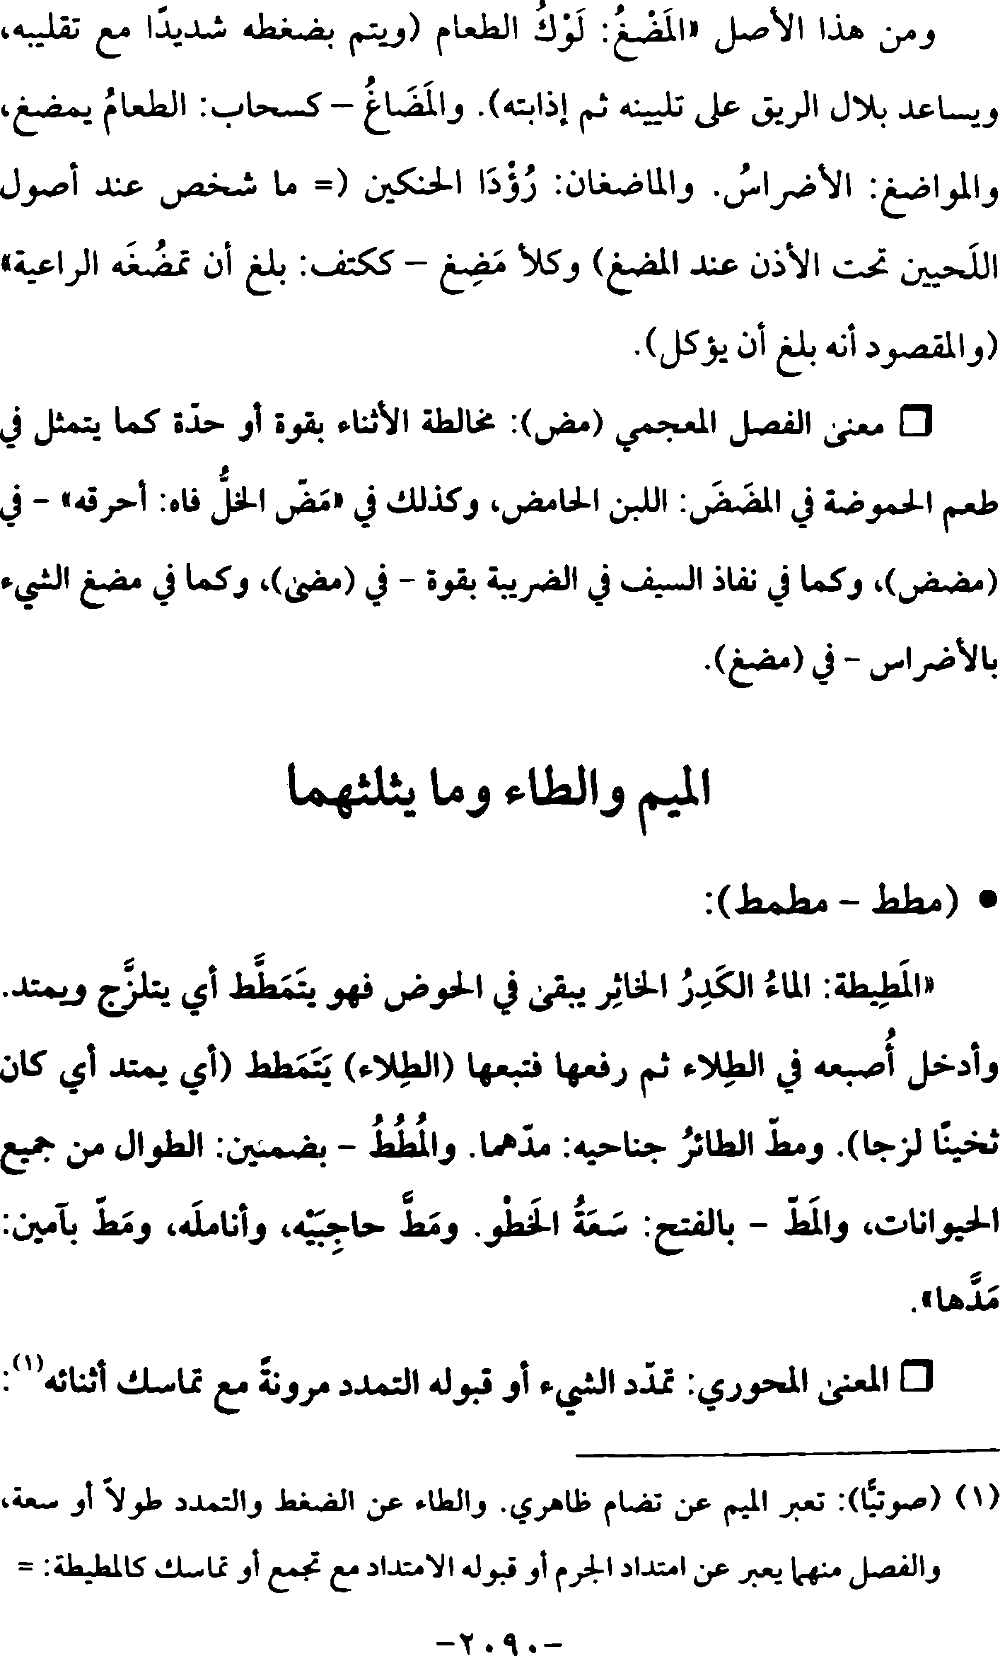 ومن هذا الأصل «المَضْغُ: لَوْكُ الطعام (ويتم بضغطه شديدًا مع تقليبه،
ويساعد بلال الريق على تليينه ثم إذابته). والمَضَاغُ – كسحاب: الطعامُ يمضغ،
والمواضغ: الأضراسُ. والماضغان: رُؤْدَا الحنكين (= ما شخص عند أصول
اللَحيين تحت الأذن عند المضغ) وكلأ مَضِغ – ككتف: بلغ أن تمضُغَه الراعية»
(والمقصود أنه بلغ أن يؤكل).
❒ معنى الفصل المعجمي (مض): مخالطة الأثناء بقوة أو حدّة كما يتمثل في
طعم الحموضة في المضَضَ: اللبن الحامض، وكذلك في «مَضّ الخلُّ فاه: أحرقه» – في
(مضض)، وكما في نفاذ السيف في الضريبة بقوة – في (مضى)، وكما في مضغ الشيء
بالأضراس – في (مضغ).
الميم والطاء وما يثلثهما
• (مطط – مطمط):
«المَطِيطة: الماءُ الكَدِرُ الخاثِر يبقى في الحوض فهو يتَمَطَّط أي يتلزَّج ويمتد.
وأدخل أُصبعه في الطِلاء ثم رفعها فتبعها (الطِلاء) يَتَمَطط (أي يمتد أي كان
ثخينًا لزجا). ومطّ الطائرُ جناحيه: مدّهما. والمُطُطُ – بضمتين: الطوال من جميع
الحيوانات، والمَطّ – بالفتح: سَعَةُ الخَطْو. ومَطَّ حاجِبَيْه، وأناملَه، ومَطّ بآمين:
مَدَّها».
❒ المعنى المحوري: تمدّد الشيء أو قبوله التمدد مرونةً مع تماسك أثنائه(١):
(١) (صوتيًّا): تعبر الميم عن تضام ظاهري. والطاء عن الضغط والتمدد طولاً أو سعة،
والفصل منهما يعبر عن امتداد الجرم أو قبوله الامتداد مع تجمع أو تماسك كالمطيطة: =
–٢٠٩٠–